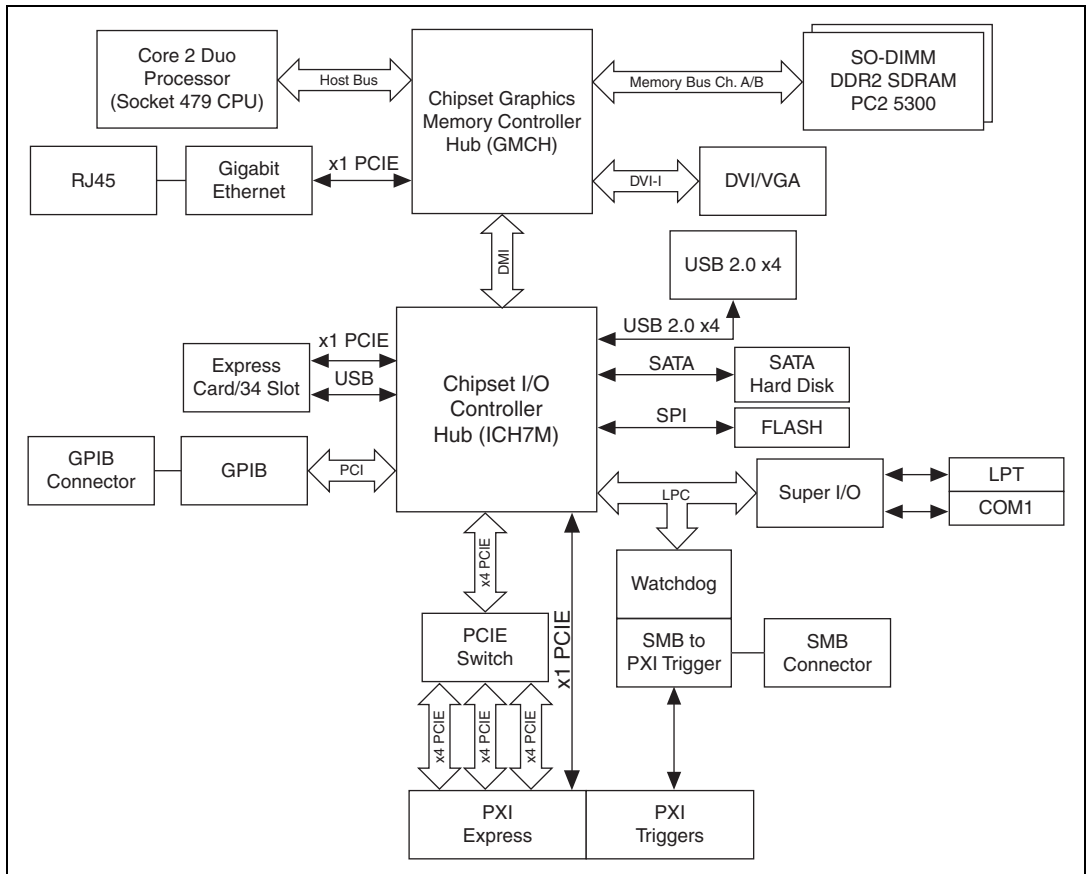 Core 2 Duo
Processor
(Socket 479 CPU)
Host Bus
Chipset Graphics
Memory Controller
Hub (GMCH)
Memory Bus Ch. A/B
SO-DIMM
DDR2 SDRAM
PC2 5300
RJ45
Gigabit
Ethernet
x1 PCIE
DVI-I
DVI/VGA
DMI
USB 2.0 x4
USB 2.0 x4
Express
Card/34 Slot
x1 PCIE
USB
Chipset I/O
Controller
Hub (ICH7M)
SATA
SATA
Hard Disk
SPI
FLASH
GPIB
Connector
GPIB
PCI
LPC
Super I/O
LPT
COM1
x4 PCIE
x1 PCIE
Watchdog
SMB to
PXI Trigger
SMB
Connector
PCIE
Switch
x4 PCIE
x4 PCIE
x4 PCIE
PXI
Express
PXI
Triggers